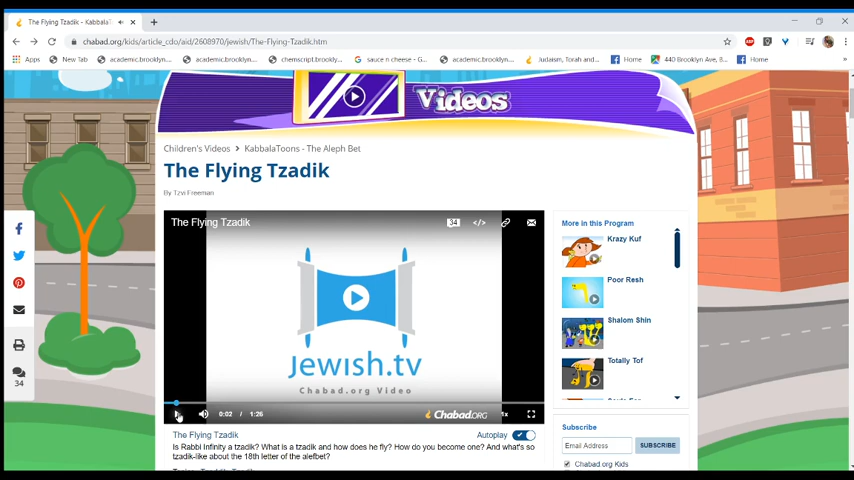 The Flying Tzadik - Kabbala
chabad.org/kids/article_cdo/aid/2608970/jewish/The-Flying-Tzadik.htm
ABP
Apps
New Tab
academic.brooklyn...
academic.brooklyn...
chemscript.brookly...
sauce n cheese - G...
academic.brooklyn...
Judaism, Torah and...
Home
440 Brooklyn Ave, B...
Home
Videos
Children's Videos > KabbalaToons - The Aleph Bet
The Flying Tzadik
By Tzvi Freeman
The Flying Tzadik
34
</>
Jewish.tv
Chabad.org Video
0:02 / 1:26
Chabad.ORG
1x
More in this Program
Krazy Kuf
Poor Resh
Shalom Shin
Totally Tof
34
The Flying Tzadik
Autoplay
Is Rabbi Infinity a tzadik? What is a tzadik and how does he fly? How do you become one? And what's so
tzadik-like about the 18th letter of the alefbet?
Subscribe
Email Address
SUBSCRIBE
Chabad.org Kids